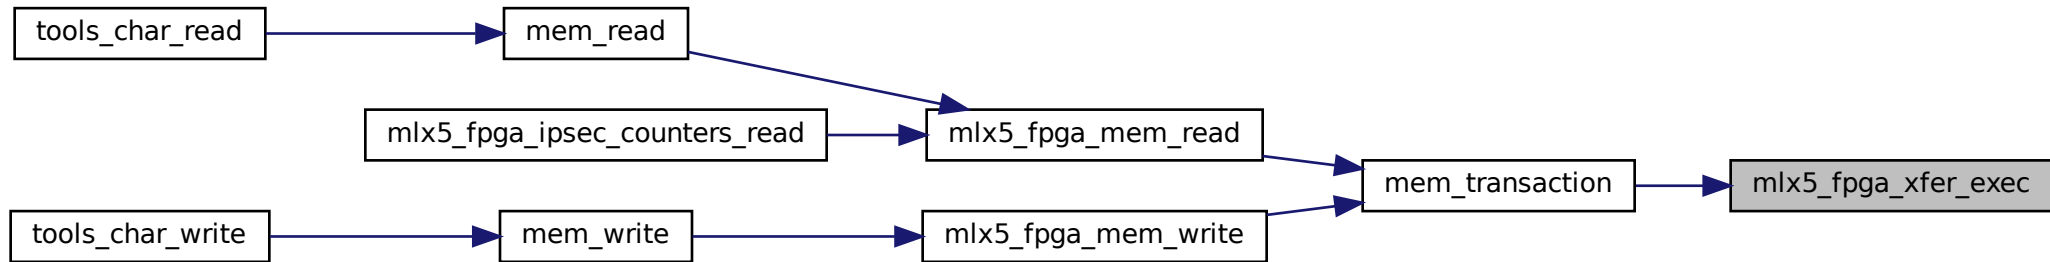 tools_char_read
mem_read
mlx5_fpga_ipsec_counters_read
mlx5_fpga_mem_read
mem_transaction
mlx5_fpga_xfer_exec
tools_char_write
mem_write
mlx5_fpga_mem_write